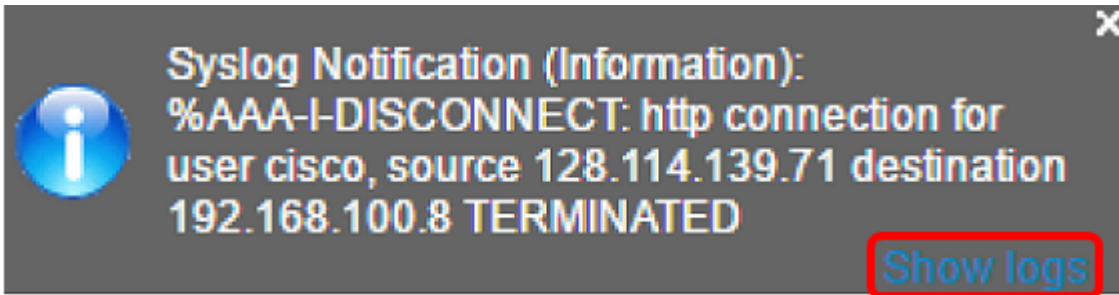 Syslog Notification (Information):
%AAA-I-DISCONNECT: http connection for
user cisco, source 128.114.139.71 destination
192.168.100.8 TERMINATED
Show logs